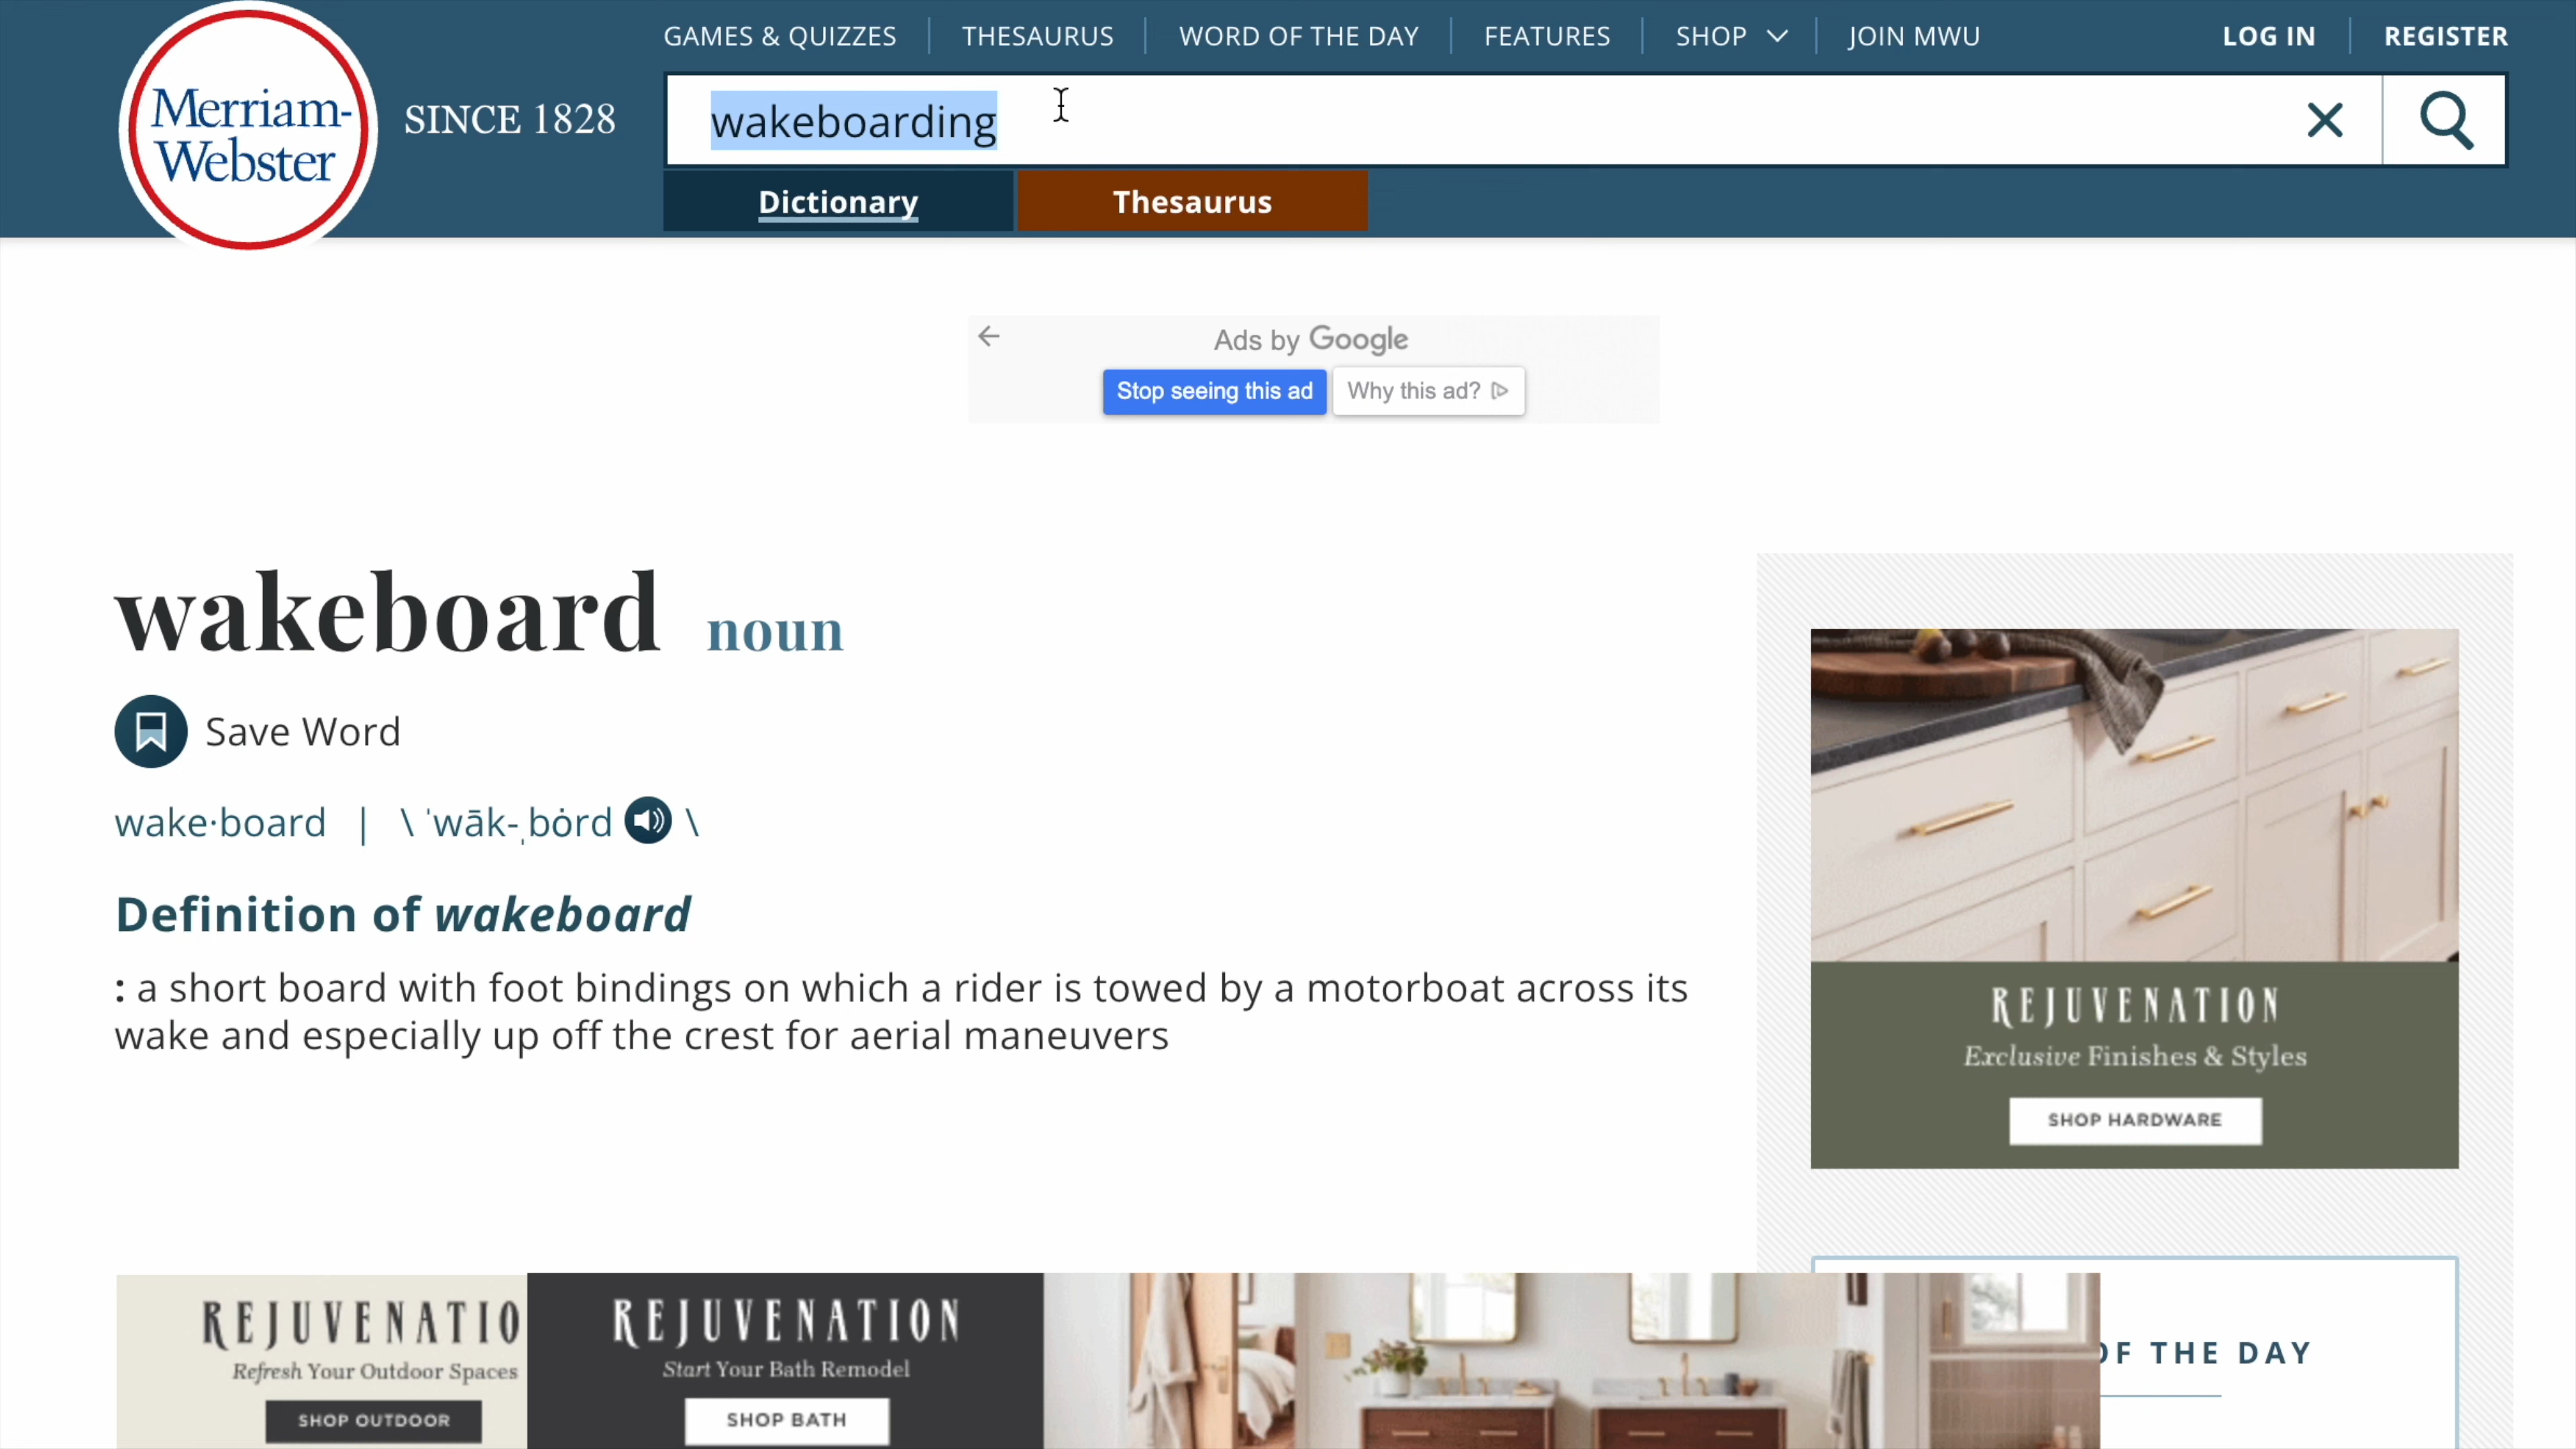 GAMES & QUIZZES THESAURUS WORD OF THE DAY FEATURES SHOP JOIN MWU LOG IN REGISTER
Merriam-
Webster
SINCE 1828
wakeboarding
Dictionary Thesaurus
Ads by Google
Stop seeing this ad Why this ad?
wakeboard noun
Save Word
wake·board | \ ˈwāk-ˌbȯrd \
Definition of wakeboard
: a short board with foot bindings on which a rider is towed by a motorboat across its
wake and especially up off the crest for aerial maneuvers
REJUVENATION
Exclusive Finishes & Styles
SHOP HARDWARE
REJUVENATIO
Refresh Your Outdoor Spaces
SHOP OUTDOOR
REJUVENATION
Start Your Bath Remodel
SHOP BATH
OF THE DAY